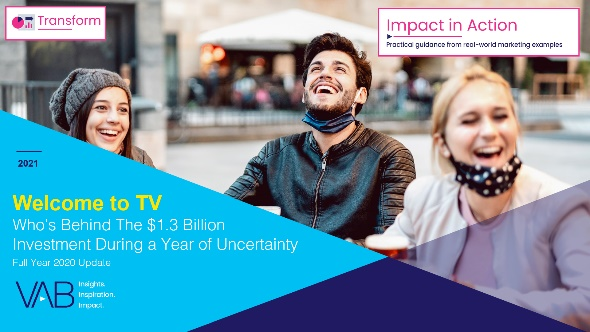 Transform
Impact in Action
Practical guidance from real-world marketing examples
2021
Welcome to TV
Who's Behind The $1.3 Billion
Investment During a Year of Uncertainty
Full Year 2020 Update
VAB
Insights.
Inspiration.
Impact.